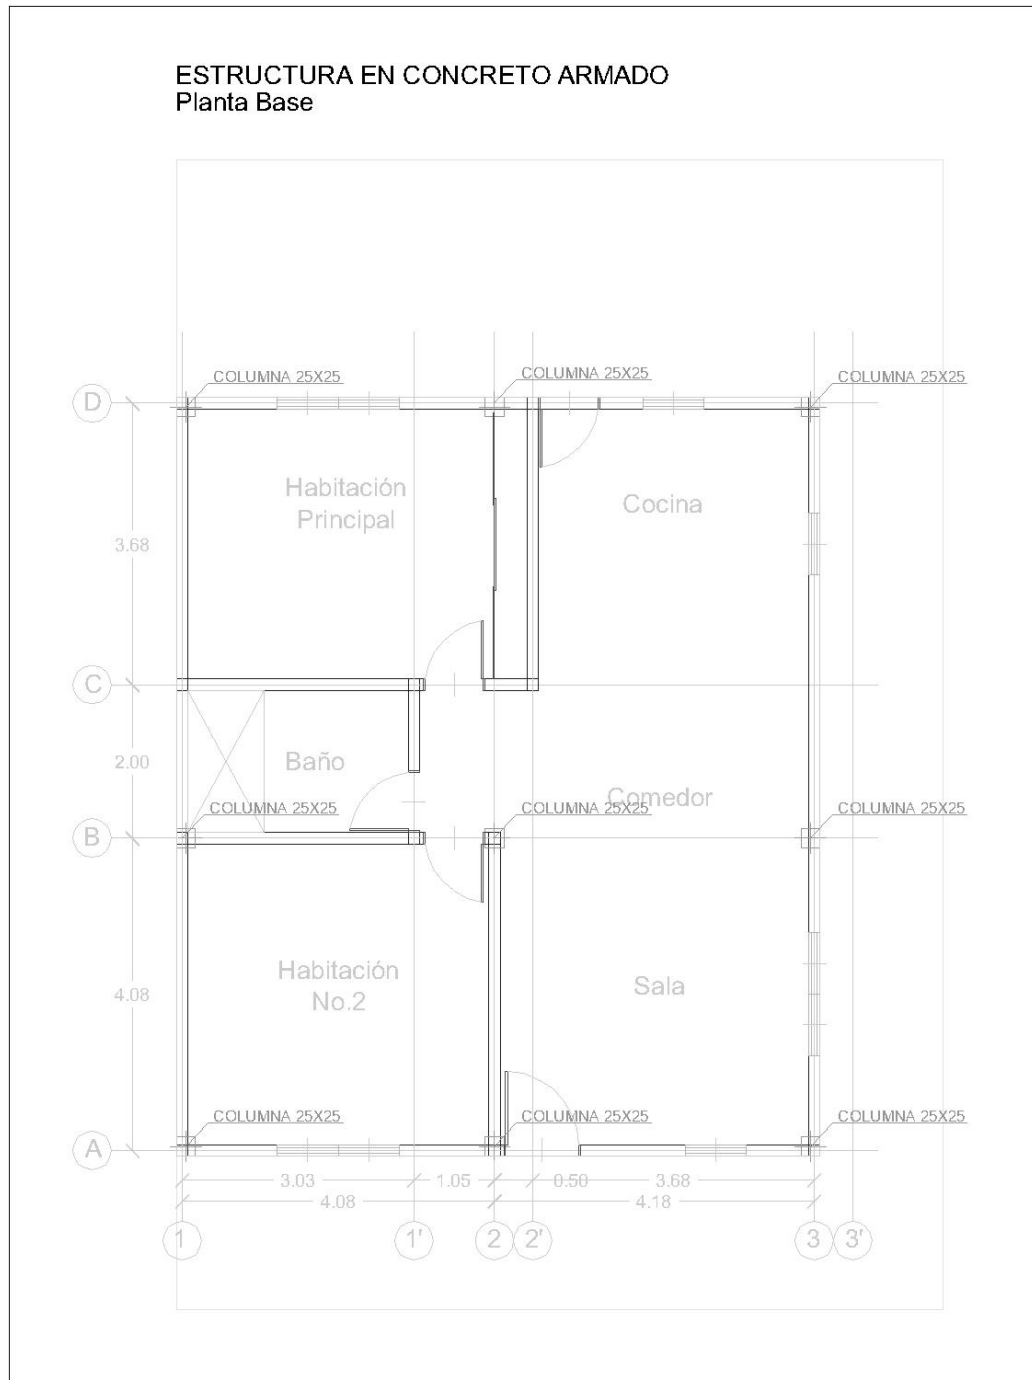 ESTRUCTURA EN CONCRETO ARMADO
Planta Base
COLUMNA 25X25
COLUMNA 25X25
COLUMNA 25X25
D
Habitación
Principal
Cocina
3.68
C
2.00
Baño
Comedor
COLUMNA 25X25
COLUMNA 25X25
COLUMNA 25X25
B
Habitación
No.2
Sala
4.08
COLUMNA 25X25
COLUMNA 25X25
COLUMNA 25X25
A
3.03
1.05
0.50
3.68
4.08
4.18
1
1'
2
2'
3
3'